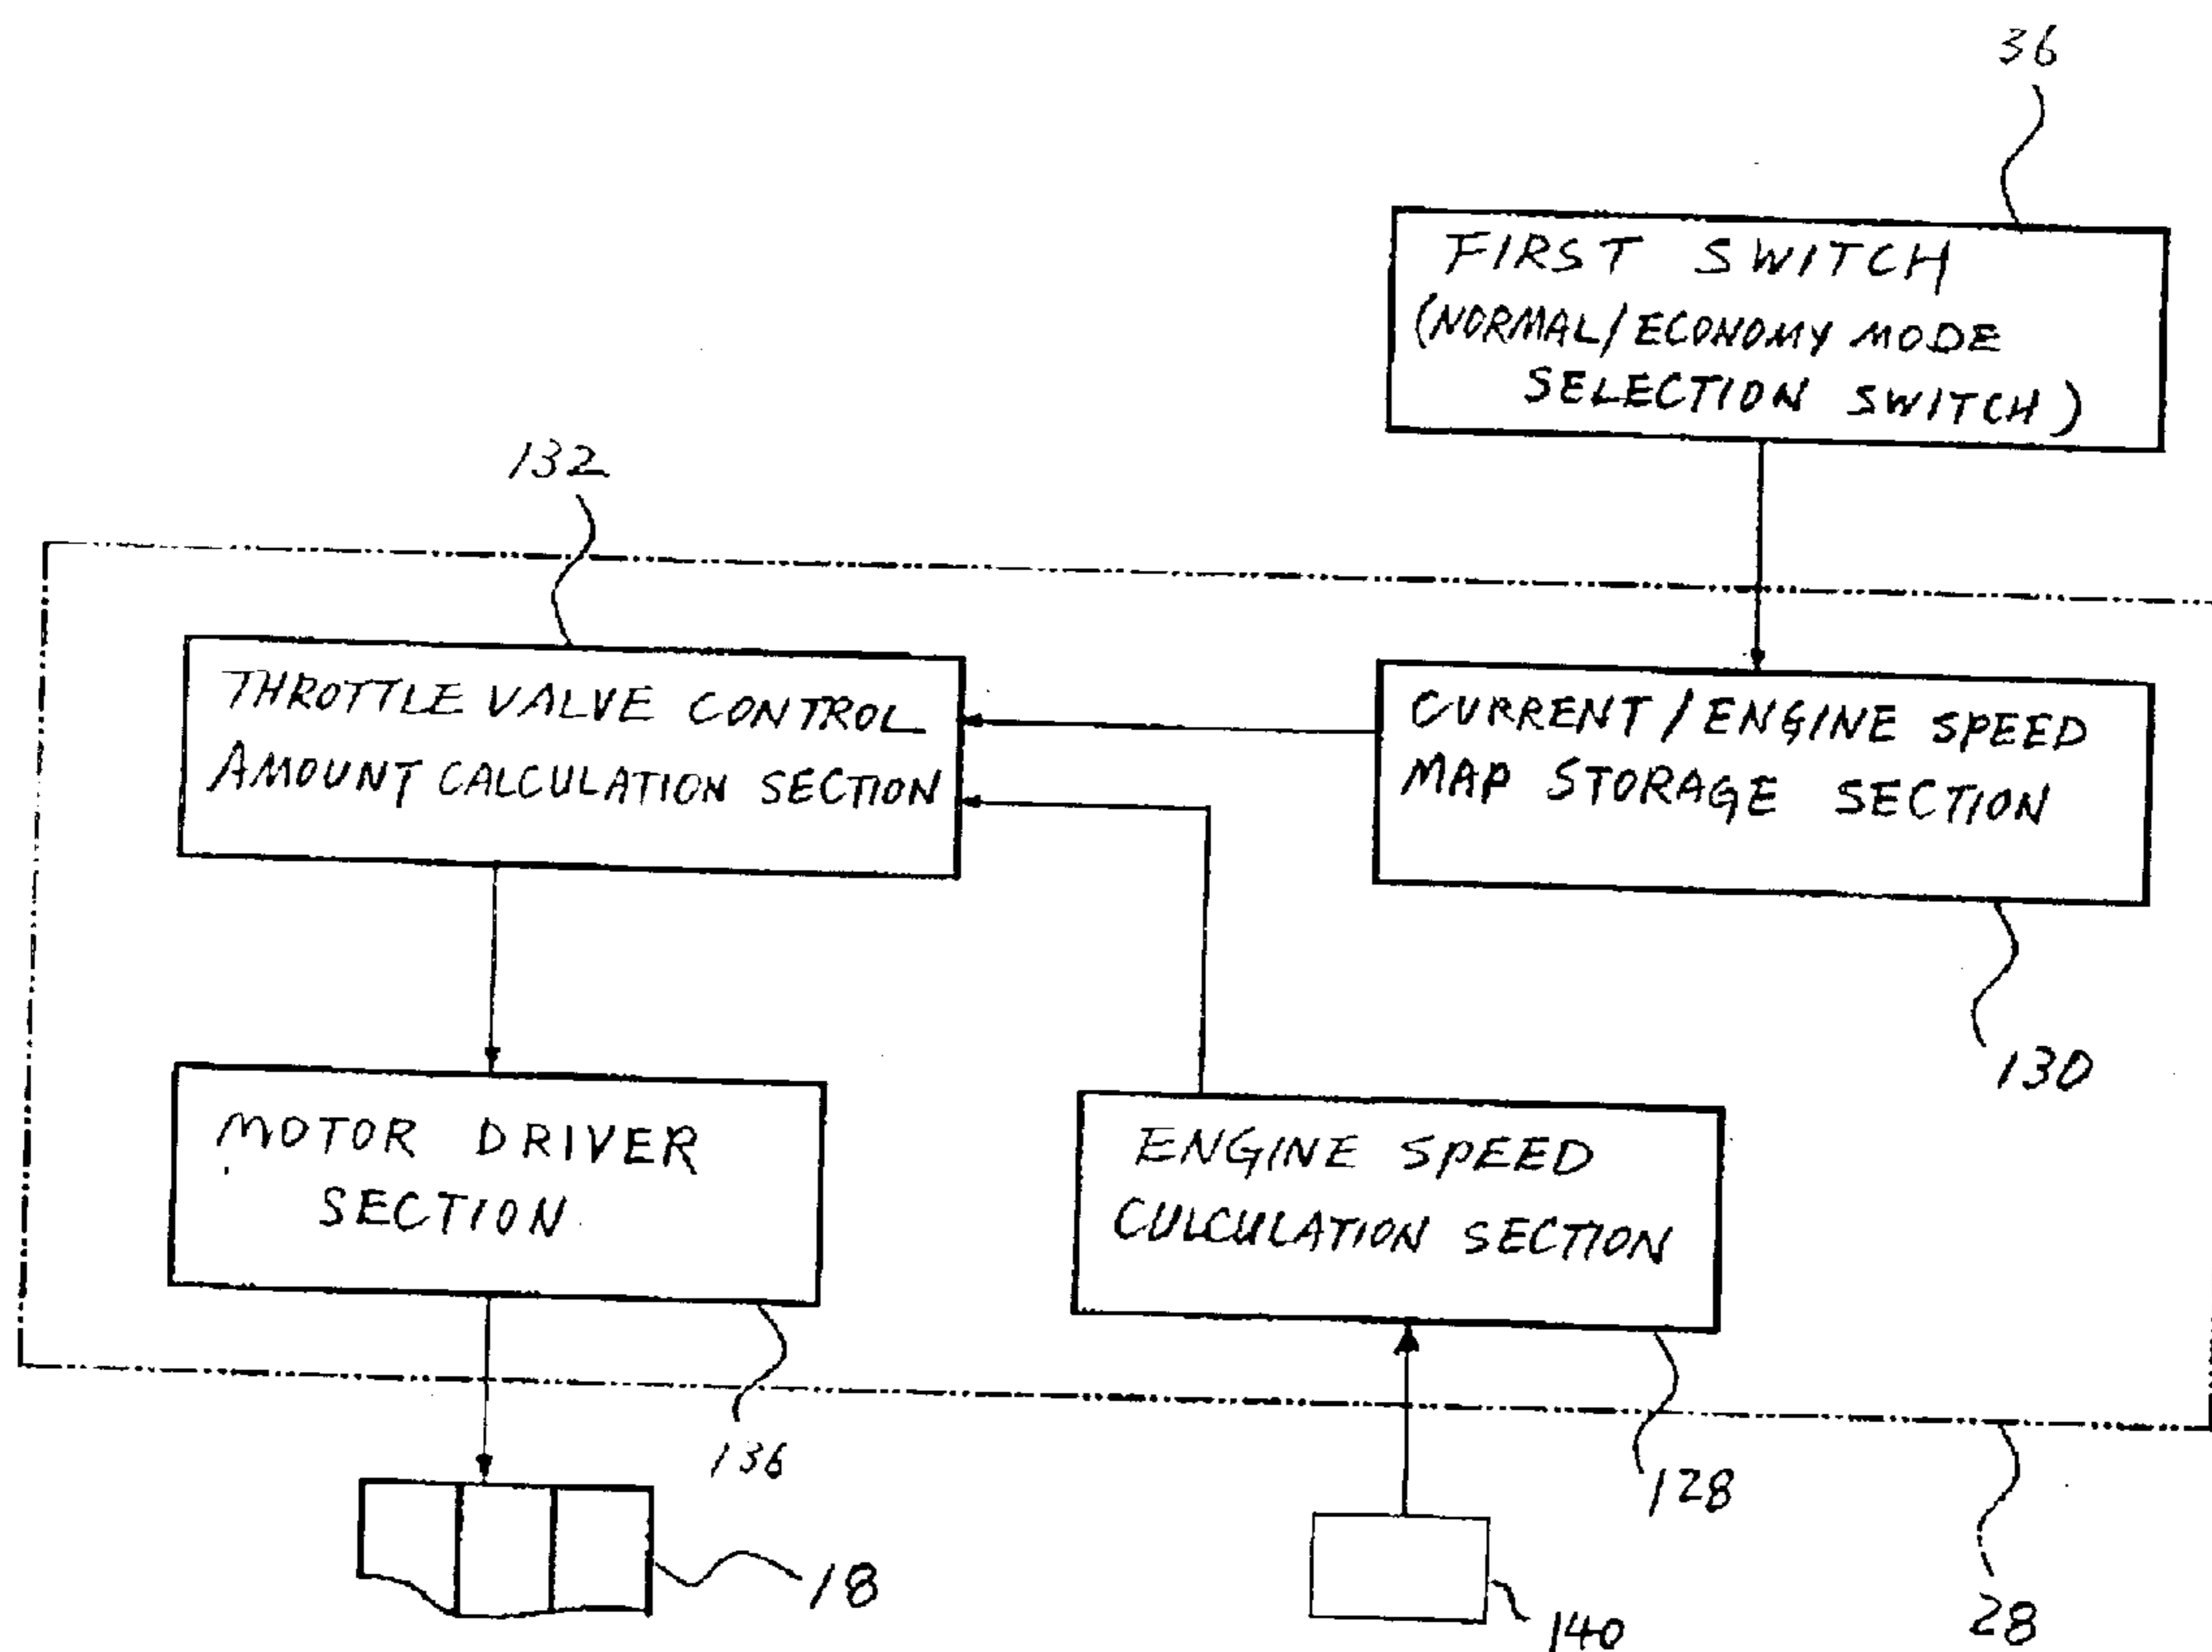 36
FIRST SWITCH
(NORMAL/ECONOMY MODE
SELECTION SWITCH)
132
THROTTLE VALVE CONTROL
AMOUNT CALCULATION SECTION
CURRENT/ENGINE SPEED
MAP STORAGE SECTION
130
MOTOR DRIVER
SECTION
ENGINE SPEED
CULCULATION SECTION
136
128
18
140
28